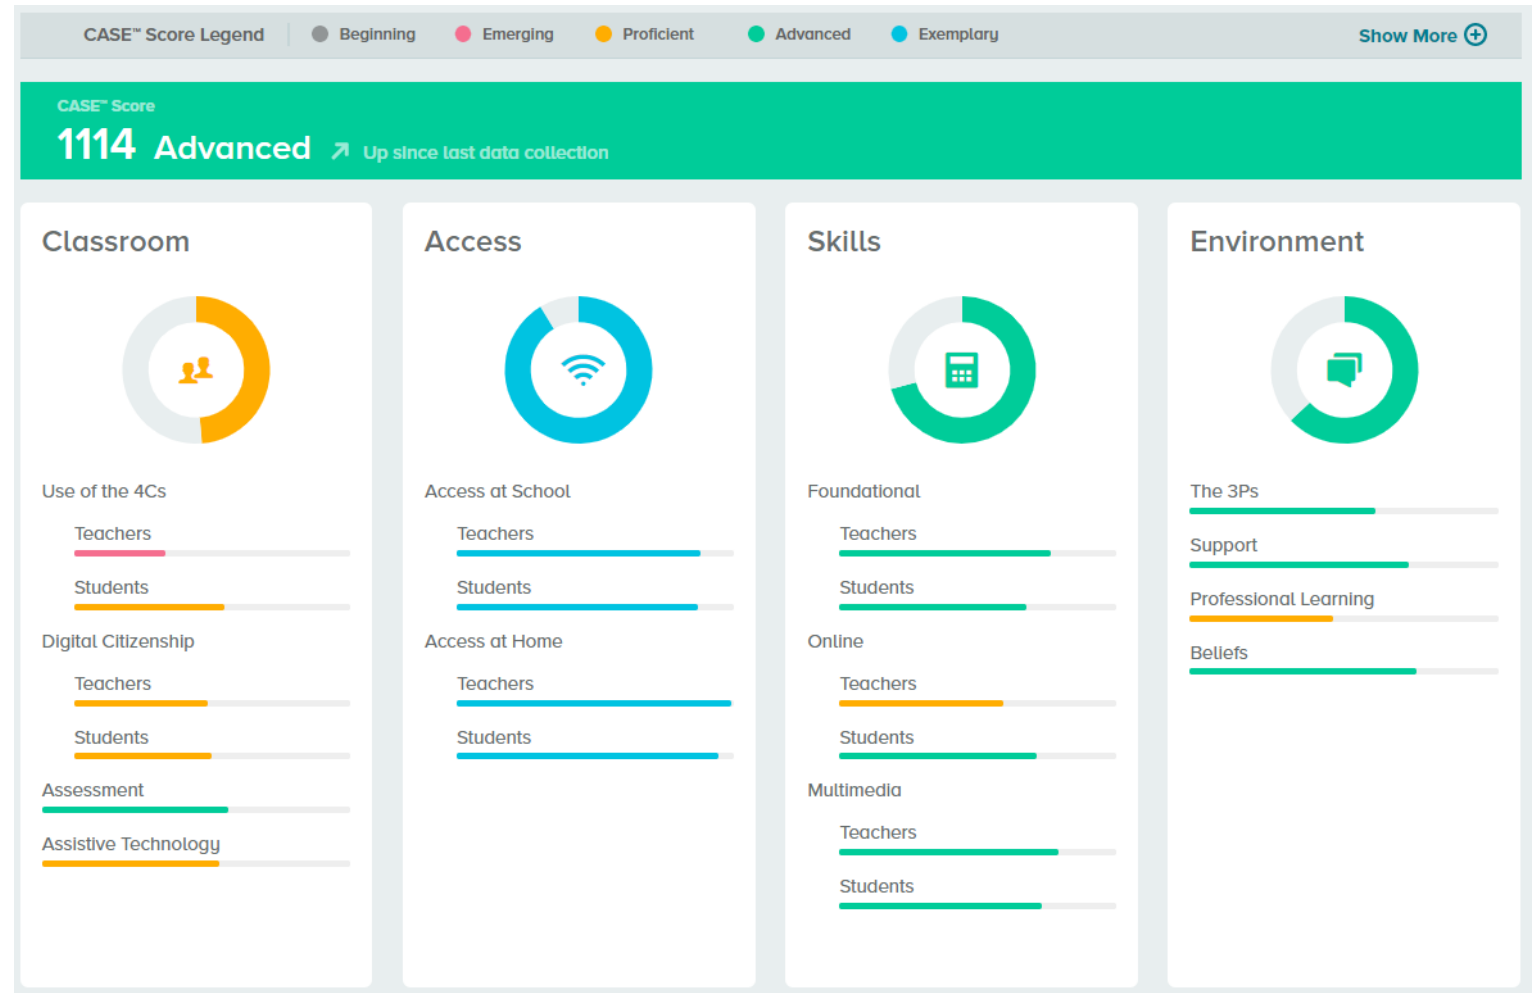 CASE™ Score Legend Beginning Emerging Proficient Advanced Exemplary Show More
CASE™ Score
1114 Advanced Up since last data collection
Classroom
Use of the 4Cs
Teachers
Students
Digital Citizenship
Teachers
Students
Assessment
Assistive Technology
Access
Access at School
Teachers
Students
Access at Home
Teachers
Students
Skills
Foundational
Teachers
Students
Online
Teachers
Students
Multimedia
Teachers
Students
Environment
The 3Ps
Support
Professional Learning
Beliefs